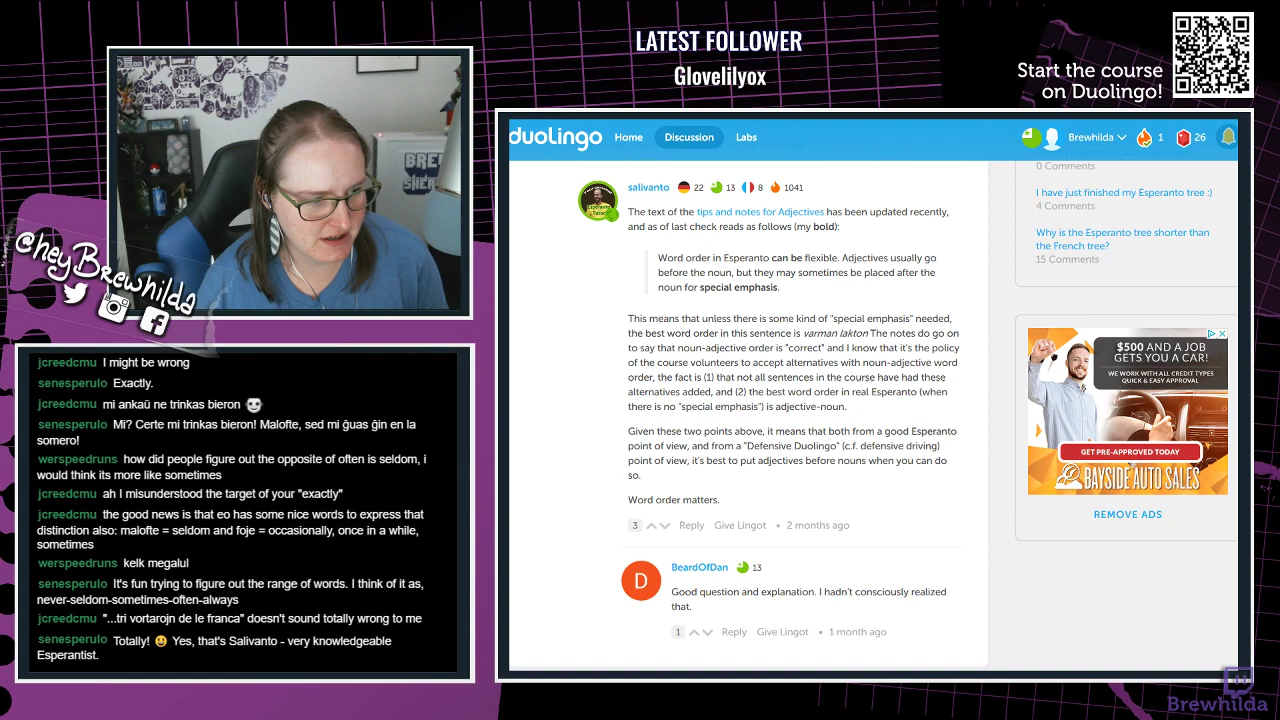 LATEST FOLLOWER
Glovelilyox
Start the course
on Duolingo!
@heyBrewhilda
duolingo
Home
Discussion
Labs
Brewhilda
1
26
salivanto
22
13
8
1041
The text of the tips and notes for Adjectives has been updated recently,
and as of last check reads as follows (my bold):
Word order in Esperanto can be flexible. Adjectives usually go
before the noun, but they may sometimes be placed after the
noun for special emphasis.
This means that unless there is some kind of "special emphasis" needed,
the best word order in this sentence is varman lakton The notes do go on
to say that noun-adjective order is "correct" and I know that it's the policy
of the course volunteers to accept alternatives with noun-adjective word
order, the fact is (1) that not all sentences in the course have had these
alternatives added, and (2) the best word order in real Esperanto (when
there is no "special emphasis") is adjective-noun.
Given these two points above, it means that both from a good Esperanto
point of view, and from a "Defensive Duolingo" (c.f. defensive driving)
point of view, it's best to put adjectives before nouns when you can do
so.
Word order matters.
3
Reply
Give Lingot
• 2 months ago
BeardOfDan
13
D
Good question and explanation. I hadn't consciously realized
that.
1
Reply
Give Lingot
• 1 month ago
0 Comments
I have just finished my Esperanto tree :)
4 Comments
Why is the Esperanto tree shorter than
the French tree?
15 Comments
$500 AND A JOB
GETS YOU A CAR!
WE WORK WITH ALL CREDIT TYPES
QUICK & EASY APPROVAL
GET PRE-APPROVED TODAY
BAYSIDE AUTO SALES
REMOVE ADS
jcreedcmu I might be wrong
senesperulo Exactly.
jcreedcmu mi ankaŭ ne trinkas bieron
senesperulo Mi? Certe mi trinkas bieron! Malofte, sed mi ĝuas ĝin en la
somero!
werspeedruns how did people figure out the opposite of often is seldom, i
would think its more like sometimes
jcreedcmu ah I misunderstood the target of your "exactly"
jcreedcmu the good news is that eo has some nice words to express that
distinction also: malofte = seldom and foje = occasionally, once in a while,
sometimes
werspeedruns kelk megalul
senesperulo It's fun trying to figure out the range of words. I think of it as,
never-seldom-sometimes-often-always
jcreedcmu "...tri vortarojn de le franca" doesn't sound totally wrong to me
senesperulo Totally! Yes, that's Salivanto - very knowledgeable
Esperantist.
Brewhilda